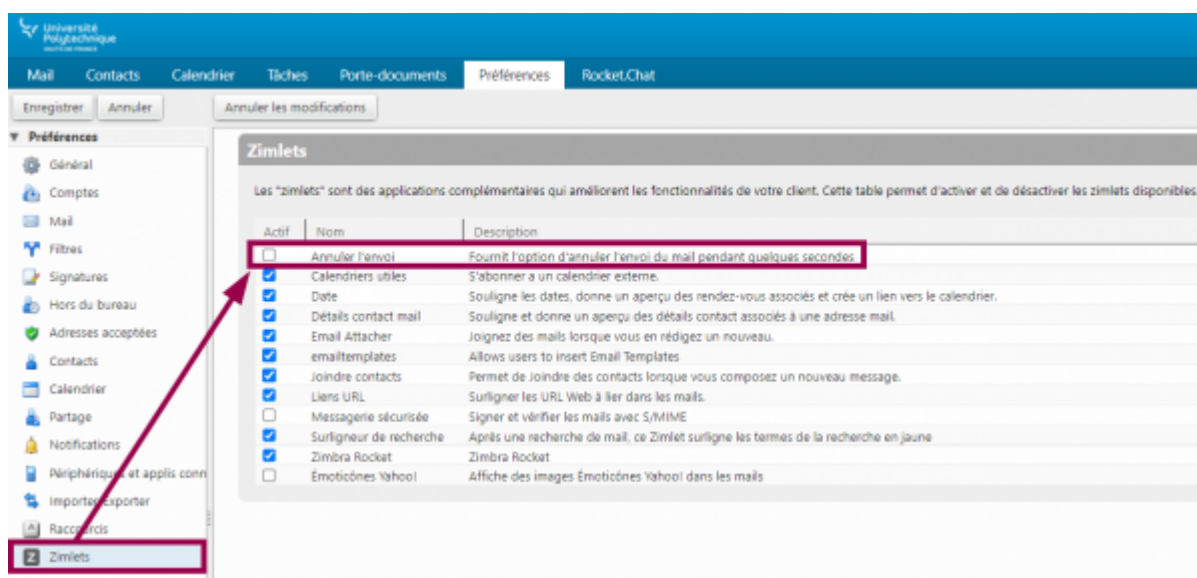 Université
Polytechnique
HAUTS-DE-FRANCE
Mail Contacts Calendrier Tâches Porte-documents Préférences Rocket.Chat
Enregistrer Annuler Annuler les modifications
Préférences
Général
Comptes
Mail
Filtres
Signatures
Hors du bureau
Adresses acceptées
Contacts
Calendrier
Partage
Notifications
Périphériques et applis conn
Importer/Exporter
Raccourcis
Zimlets
Zimlets
Les "zimlets" sont des applications complémentaires qui améliorent les fonctionnalités de votre client. Cette table permet d'activer et de désactiver les zimlets disponibles
Actif Nom Description
Annuler l'envoi Fournit l'option d'annuler l'envoi du mail pendant quelques secondes
Calendriers utiles S'abonner a un calendrier externe.
Date Souligne les dates, donne un aperçu des rendez-vous associés et crée un lien vers le calendrier.
Détails contact mail Souligne et donne un aperçu des détails contact associés à une adresse mail.
Email Attacher Joignez des mails lorsque vous en rédigez un nouveau.
emailtemplates Allows users to insert Email Templates
Joindre contacts Permet de Joindre des contacts lorsque vous composez un nouveau message.
Liens URL Surligner les URL Web à lier dans les mails.
Messagerie sécurisée Signer et vérifier les mails avec S/MIME
Surligneur de recherche Après une recherche de mail, ce Zimlet surligne les termes de la recherche en jaune
Zimbra Rocket Zimbra Rocket
Émoticônes Yahoo! Affiche des images Émoticônes Yahoo! dans les mails